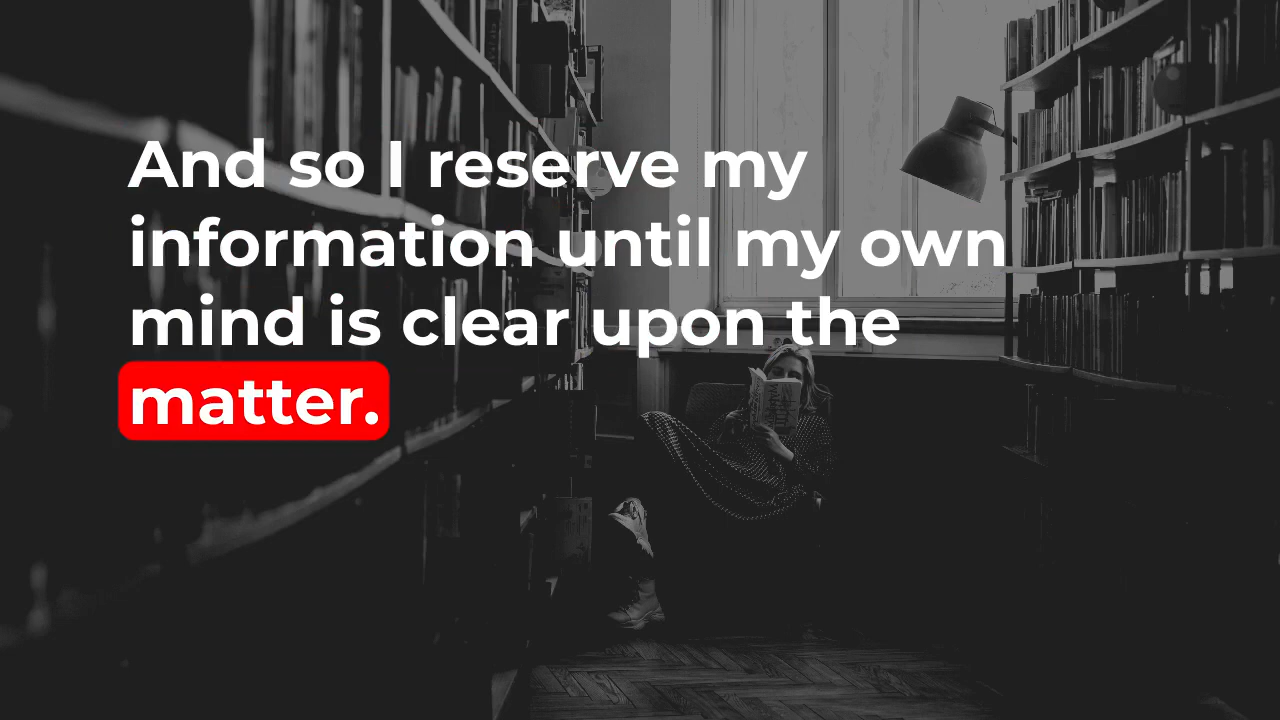 And so I reserve my
information until my own
mind is clear upon the
matter.